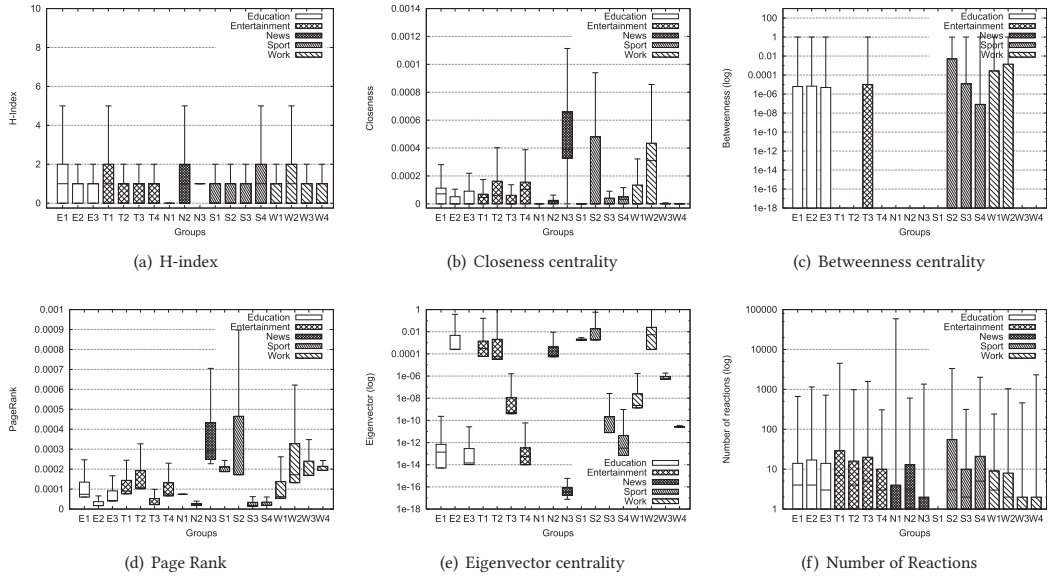 10
8
6
4
2
0
H-Index
Education
Entertainment
News
Sport
Work
E1 E2 E3 T1 T2 T3 T4 N1 N2 N3 S1 S2 S3 S4 W1 W2 W3 W4
Groups
(a) H-index
0.0014
0.0012
0.001
0.0008
0.0006
0.0004
0.0002
0
Closeness
Education
Entertainment
News
Sport
Work
E1 E2 E3 T1 T2 T3 T4 N1 N2 N3 S1 S2 S3 S4 W1 W2 W3 W4
Groups
(b) Closeness centrality
100
1
0.01
0.0001
1e-06
1e-08
1e-10
1e-12
1e-14
1e-16
1e-18
Betweenness (log)
Education
Entertainment
News
Sport
Work
E1 E2 E3 T1 T2 T3 T4 N1 N2 N3 S1 S2 S3 S4 W1 W2 W3 W4
Groups
(c) Betweenness centrality
0.001
0.0009
0.0008
0.0007
0.0006
0.0005
0.0004
0.0003
0.0002
0.0001
0
PageRank
Education
Entertainment
News
Sport
Work
E1 E2 E3 T1 T2 T3 T4 N1 N2 N3 S1 S2 S3 S4 W1 W2 W3 W4
Groups
(d) Page Rank
1
0.01
0.0001
1e-06
1e-08
1e-10
1e-12
1e-14
1e-16
1e-18
Eigenvector (log)
Education
Entertainment
News
Sport
Work
E1 E2 E3 T1 T2 T3 T4 N1 N2 N3 S1 S2 S3 S4 W1 W2 W3 W4
Groups
(e) Eigenvector centrality
100000
10000
1000
100
10
1
Number of reactions (log)
Education
Entertainment
News
Sport
Work
E1 E2 E3 T1 T2 T3 T4 N1 N2 N3 S1 S2 S3 S4 W1 W2 W3 W4
Groups
(f) Number of Reactions